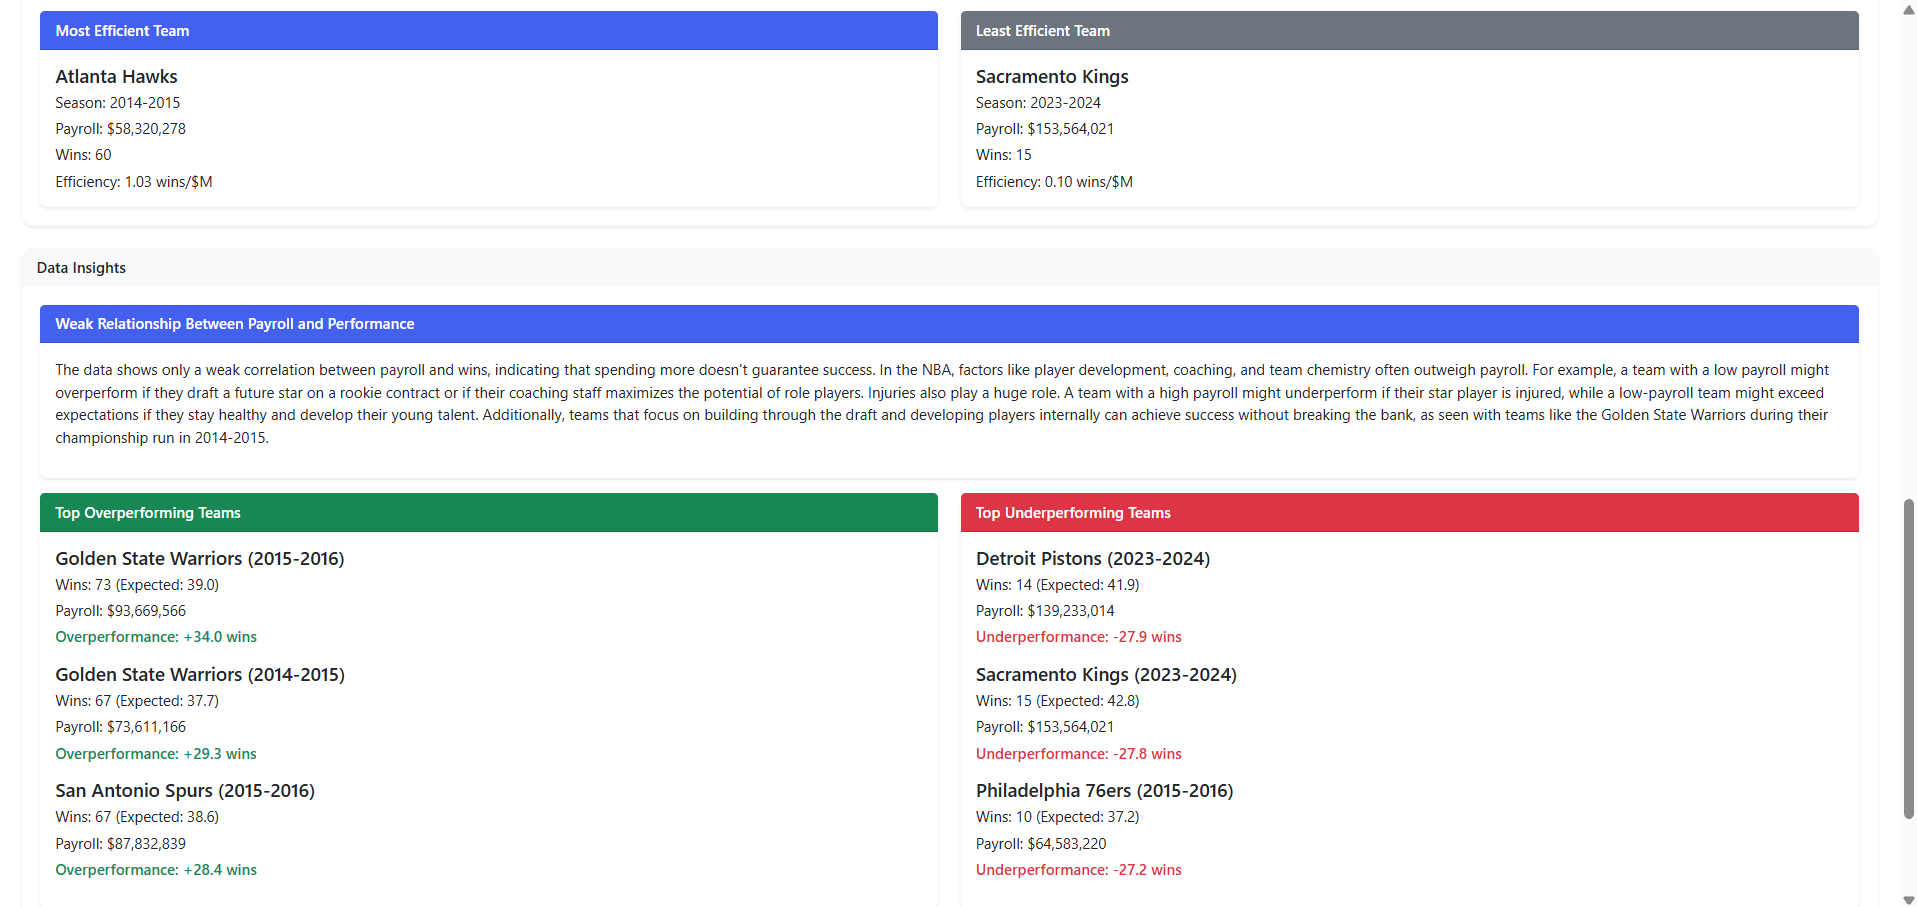 Most Efficient Team
Atlanta Hawks
Season: 2014-2015
Payroll: $58,320,278
Wins: 60
Efficiency: 1.03 wins/$M
Least Efficient Team
Sacramento Kings
Season: 2023-2024
Payroll: $153,564,021
Wins: 15
Efficiency: 0.10 wins/$M
Data Insights
Weak Relationship Between Payroll and Performance
The data shows only a weak correlation between payroll and wins, indicating that spending more doesn't guarantee success. In the NBA, factors like player development, coaching, and team chemistry often outweigh payroll. For example, a team with a low payroll might
overperform if they draft a future star on a rookie contract or if their coaching staff maximizes the potential of role players. Injuries also play a huge role. A team with a high payroll might underperform if their star player is injured, while a low-payroll team might exceed
expectations if they stay healthy and develop their young talent. Additionally, teams that focus on building through the draft and developing players internally can achieve success without breaking the bank, as seen with teams like the Golden State Warriors during their
championship run in 2014-2015.
Top Overperforming Teams
Golden State Warriors (2015-2016)
Wins: 73 (Expected: 39.0)
Payroll: $93,669,566
Overperformance: +34.0 wins
Golden State Warriors (2014-2015)
Wins: 67 (Expected: 37.7)
Payroll: $73,611,166
Overperformance: +29.3 wins
San Antonio Spurs (2015-2016)
Wins: 67 (Expected: 38.6)
Payroll: $87,832,839
Overperformance: +28.4 wins
Top Underperforming Teams
Detroit Pistons (2023-2024)
Wins: 14 (Expected: 41.9)
Payroll: $139,233,014
Underperformance: -27.9 wins
Sacramento Kings (2023-2024)
Wins: 15 (Expected: 42.8)
Payroll: $153,564,021
Underperformance: -27.8 wins
Philadelphia 76ers (2015-2016)
Wins: 10 (Expected: 37.2)
Payroll: $64,583,220
Underperformance: -27.2 wins